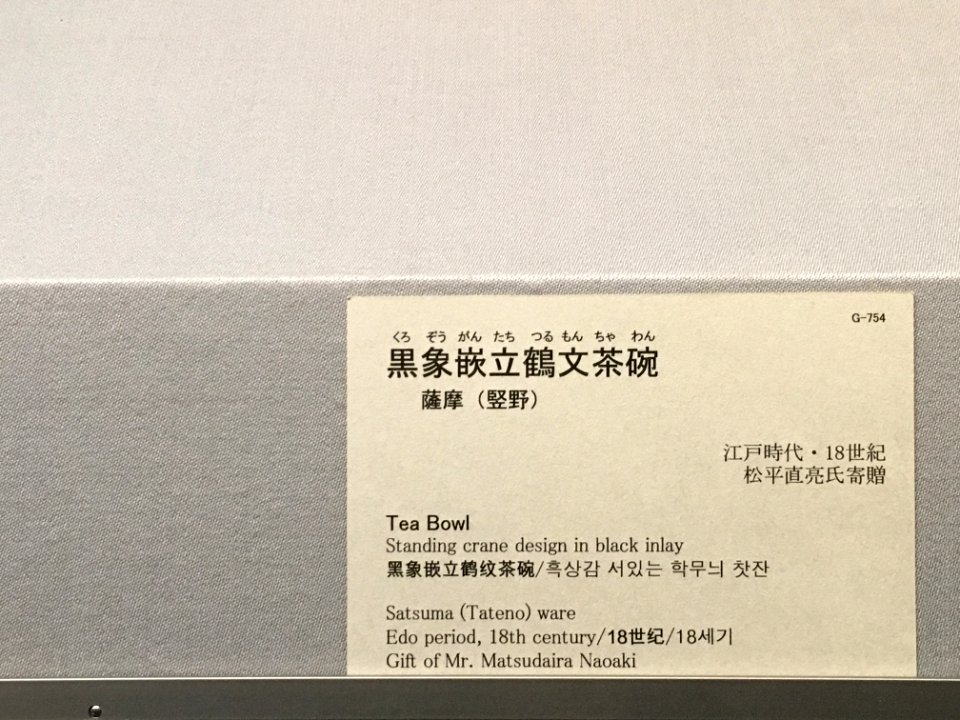 G-754
くろ ぞう がん たち つる もん ちゃ わん
黒象嵌立鶴文茶碗
薩摩（竪野）
江戸時代・18世紀
松平直亮氏寄贈
Tea Bowl
Standing crane design in black inlay
黑象嵌立鹤纹茶碗/흑상감 서있는 학무늬 찻잔
Satsuma (Tateno) ware
Edo period, 18th century/18世纪/18세기
Gift of Mr. Matsudaira Naoaki